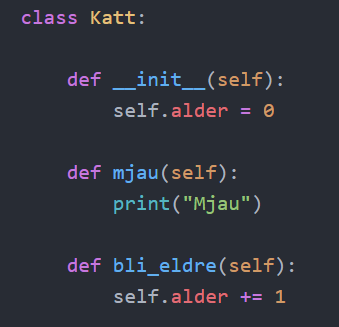 class Katt:
def __init__(self):
self.alder = 0
def mjau(self):
print("Mjau")
def bli_eldre(self):
self.alder += 1